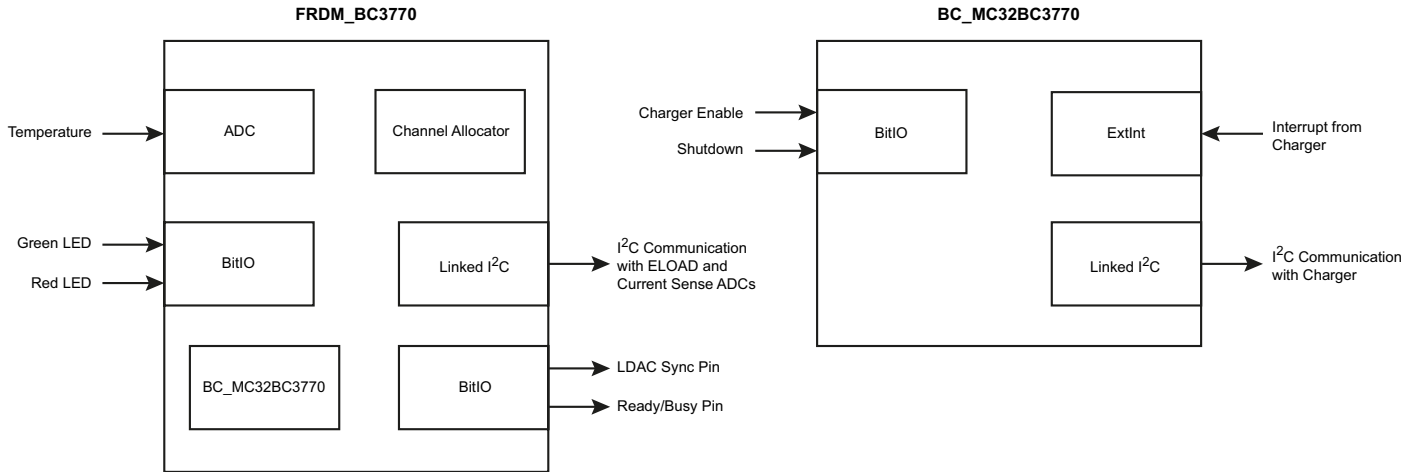 FRDM_BC3770
Temperature
ADC
Channel Allocator
Green LED
Red LED
BitIO
Linked I²C
I²C Communication
with ELOAD and
Current Sense ADCs
BC_MC32BC3770
BitIO
LDAC Sync Pin
Ready/Busy Pin
BC_MC32BC3770
Charger Enable
Shutdown
BitIO
ExtInt
Interrupt from
Charger
Linked I²C
I²C Communication
with Charger